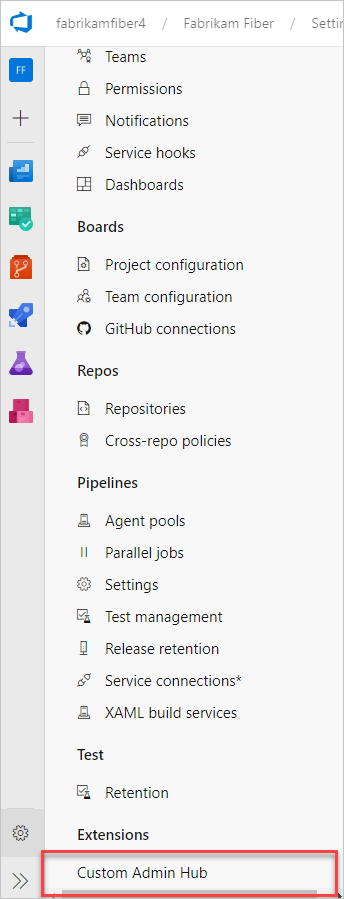 fabrikamfiber4 / Fabrikam Fiber / Settin
FF
Teams
Permissions
Notifications
Service hooks
Dashboards
Boards
Project configuration
Team configuration
GitHub connections
Repos
Repositories
Cross-repo policies
Pipelines
Agent pools
Parallel jobs
Settings
Test management
Release retention
Service connections*
XAML build services
Test
Retention
Extensions
Custom Admin Hub